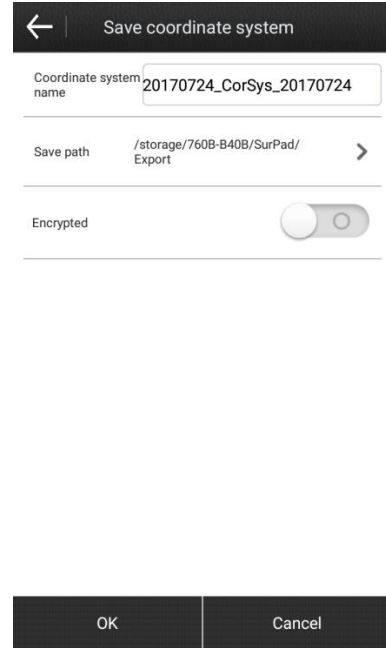 Save coordinate system
Coordinate system
name
20170724_CorSys_20170724
Save path
/storage/760B-B40B/SurPad/
Export
Encrypted
OK
Cancel